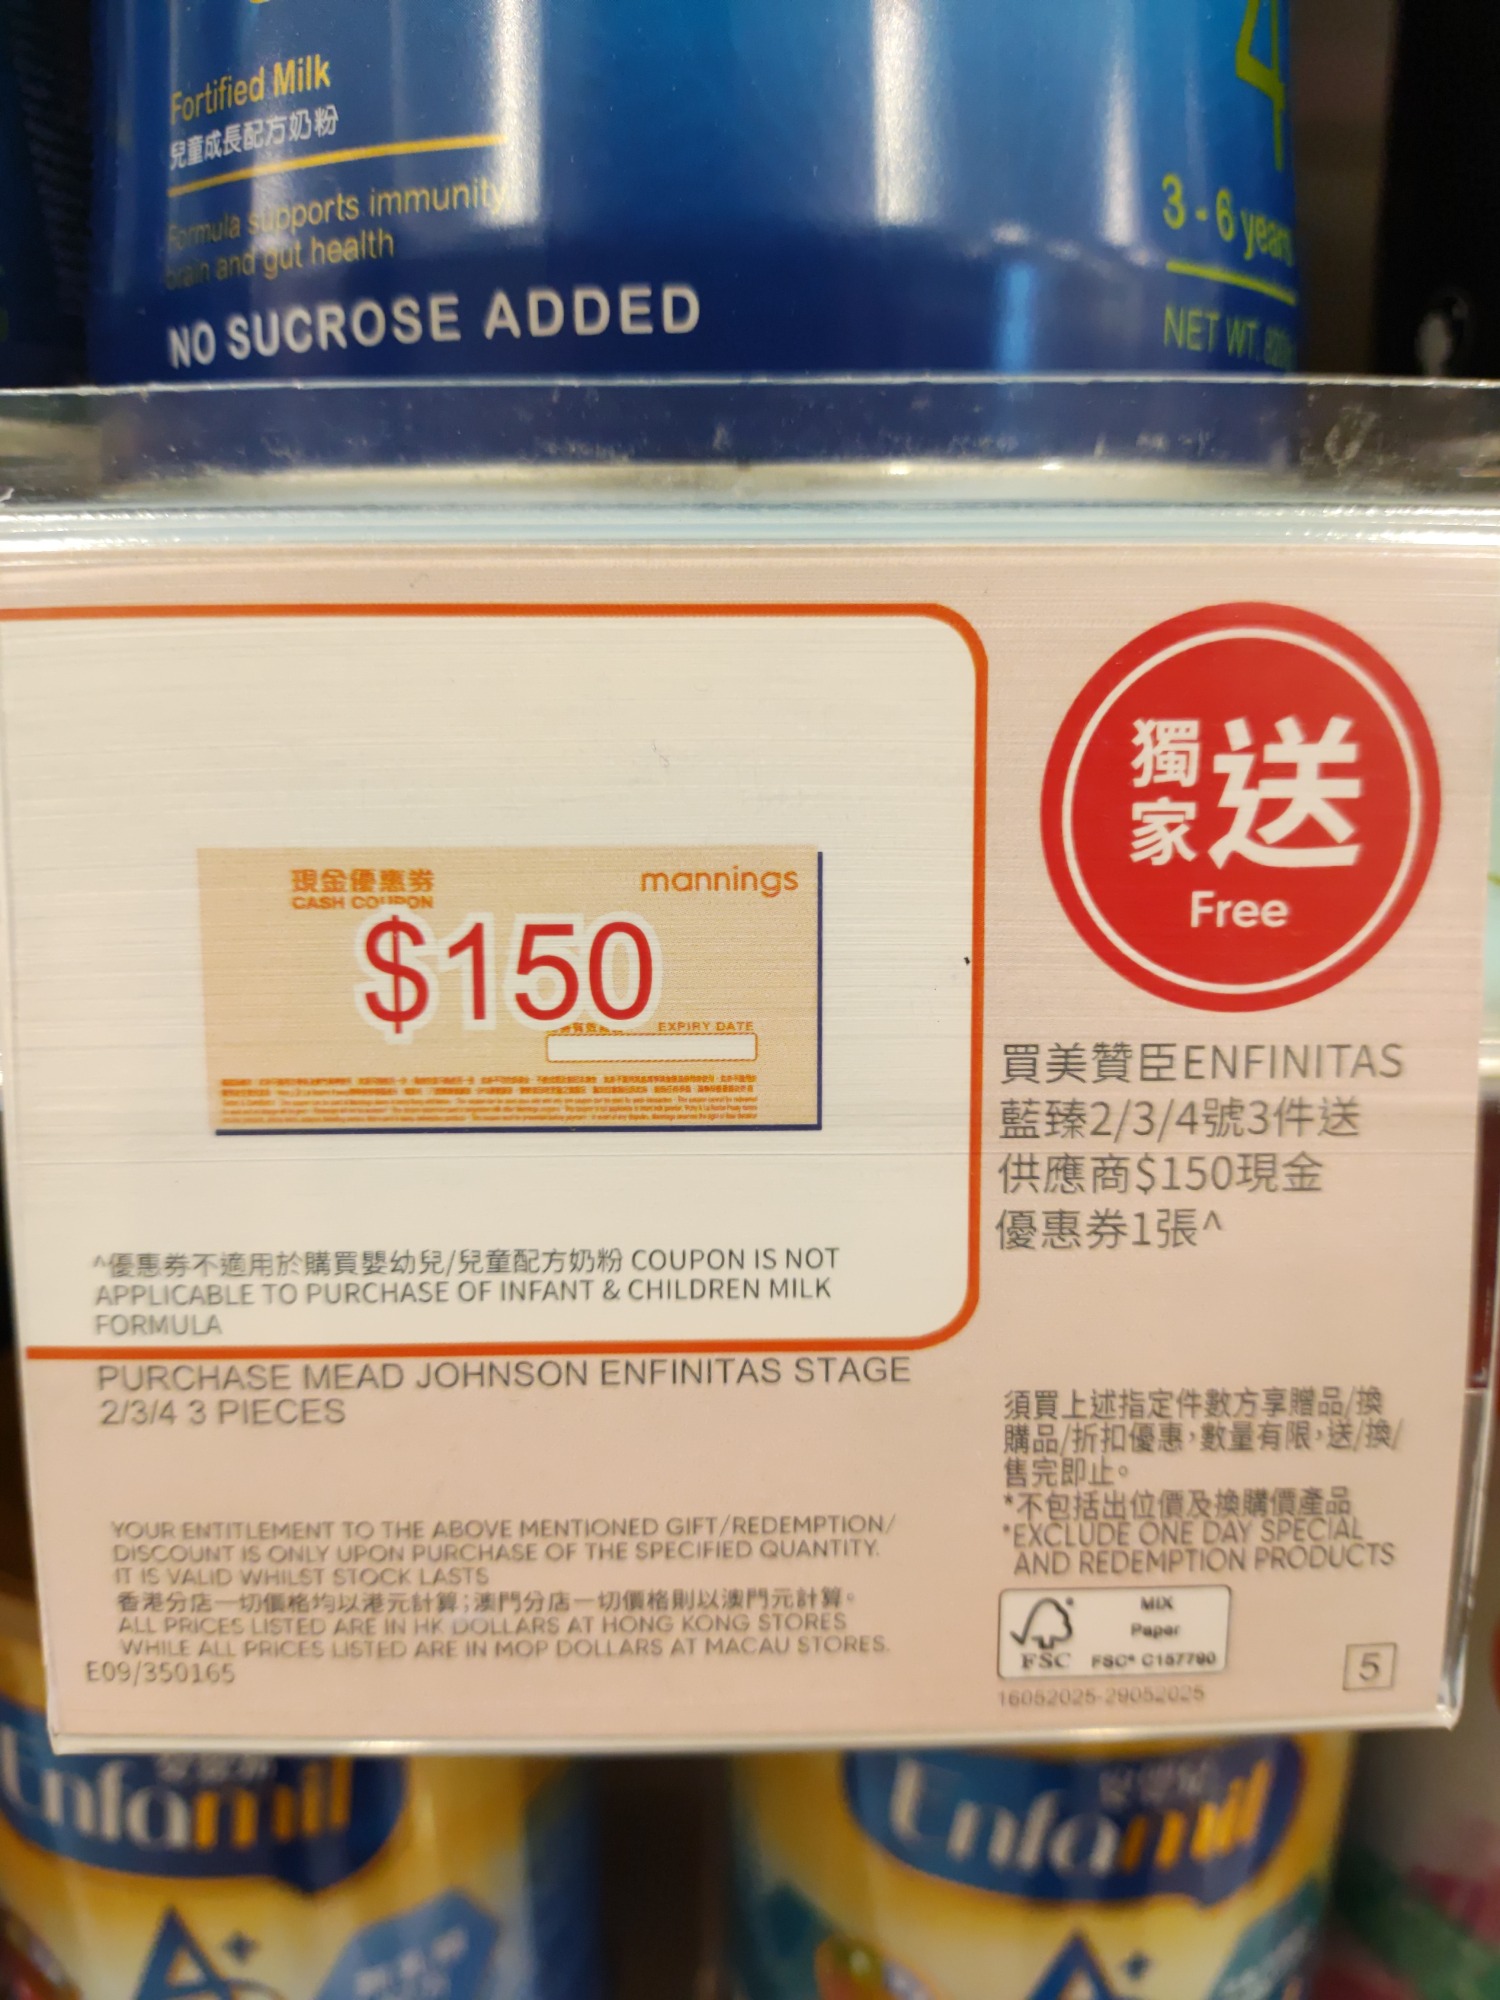 Fortified Milk
兒童成長配方奶粉
Formula supports immunity
brain and gut health
NO SUCROSE ADDED
4
3 - 6 years
NET WT.
獨家送
Free
現金優惠券
CASH COUPON
mannings
$150
EXPIRY DATE
^優惠券不適用於購買嬰幼兒/兒童配方奶粉 COUPON IS NOT
APPLICABLE TO PURCHASE OF INFANT & CHILDREN MILK
FORMULA
PURCHASE MEAD JOHNSON ENFINITAS STAGE
2/3/4 3 PIECES
買美贊臣ENFINITAS
藍臻2/3/4號3件送
供應商$150現金
優惠券1張^
須買上述指定件數方享贈品/換
購品/折扣優惠，數量有限，送/換/
售完即止。
*不包括出位價及換購價產品
*EXCLUDE ONE DAY SPECIAL
AND REDEMPTION PRODUCTS
YOUR ENTITLEMENT TO THE ABOVE MENTIONED GIFT/REDEMPTION/
DISCOUNT IS ONLY UPON PURCHASE OF THE SPECIFIED QUANTITY.
IT IS VALID WHILST STOCK LASTS
香港分店一切價格均以港元計算；澳門分店一切價格則以澳門元計算。
ALL PRICES LISTED ARE IN HK DOLLARS AT HONG KONG STORES
WHILE ALL PRICES LISTED ARE IN MOP DOLLARS AT MACAU STORES.
E09/350165
FSC
MIX
Paper
FSC® C157790
16052025-29052025
5
Enfamil
A+
Enfamil
A+